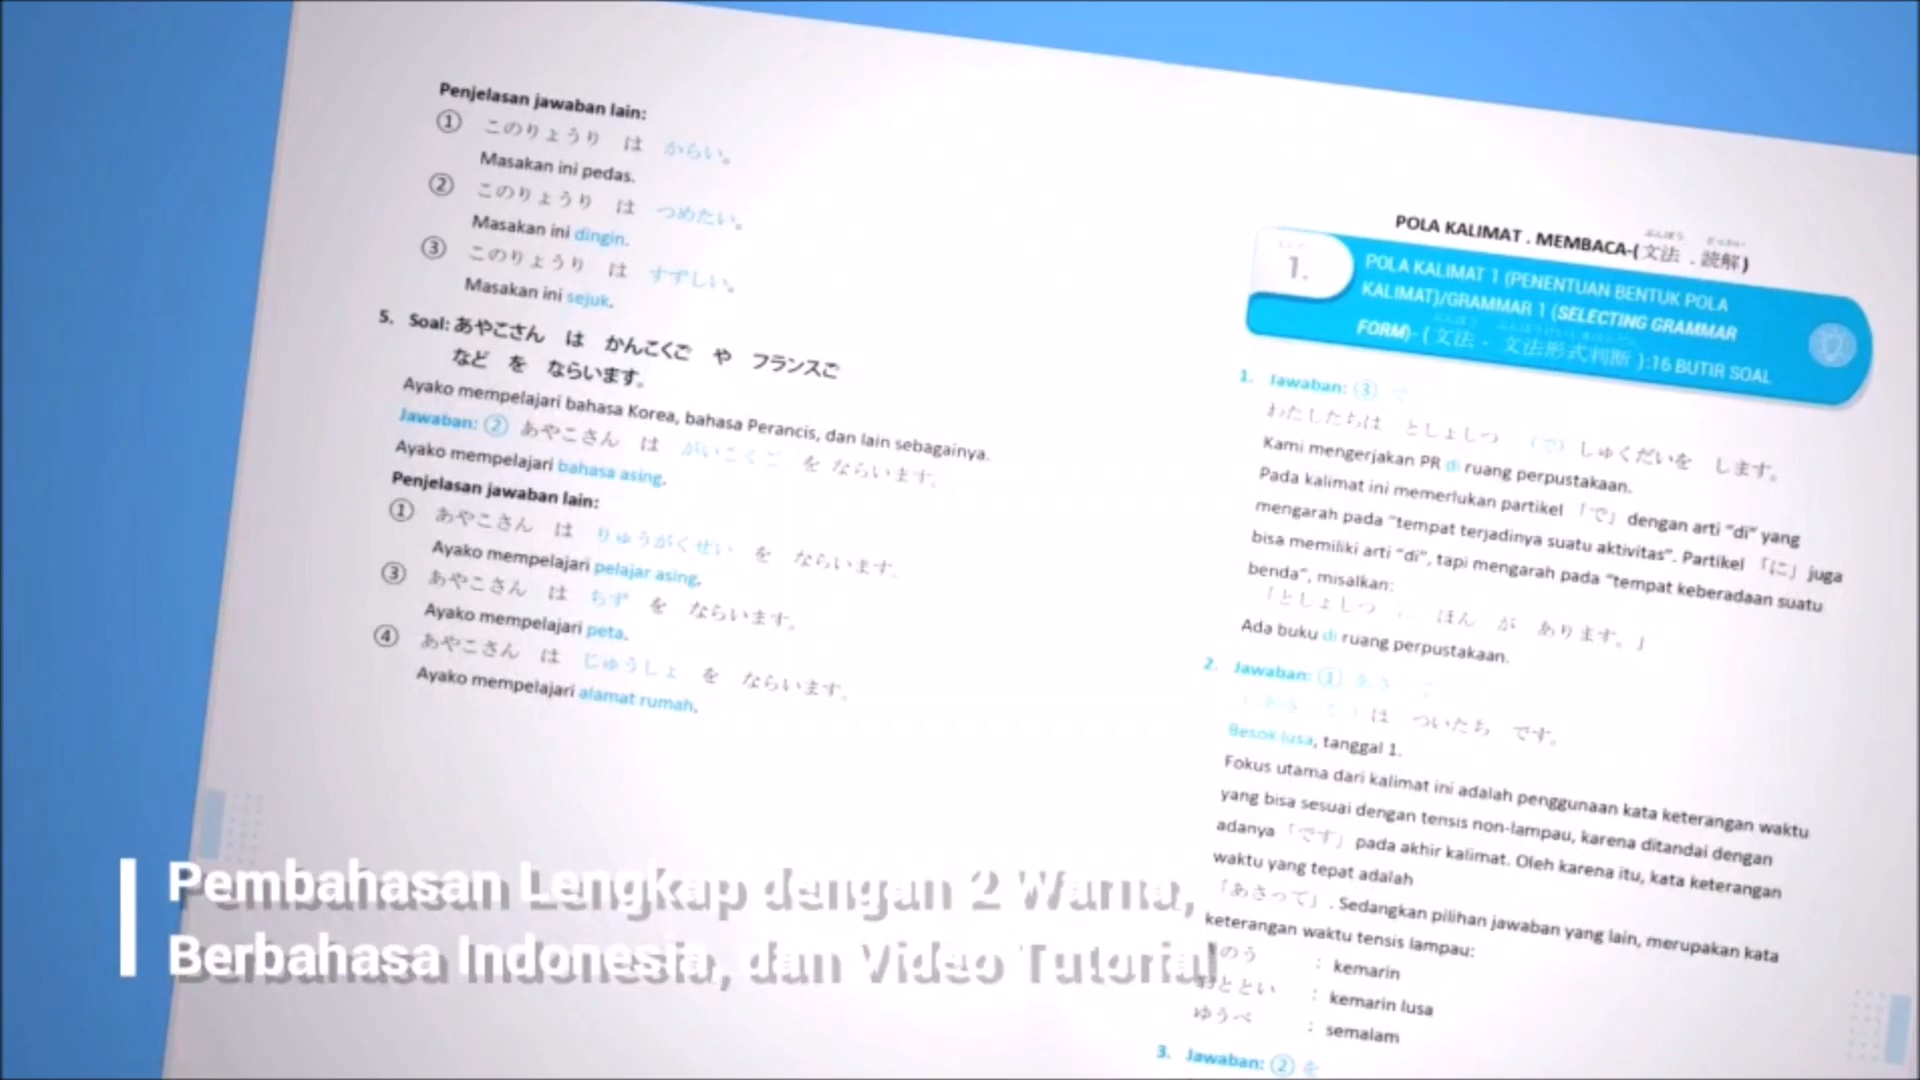 Penjelasan jawaban lain:
① このりょうり は からい。
Masakan ini pedas.
② このりょうり は つめたい。
Masakan ini dingin.
③ このりょうり は すずしい。
Masakan ini sejuk.
5. Soal: あやこさん は かんこくご や フランスご
など を ならいます。
Ayako mempelajari bahasa Korea, bahasa Perancis, dan lain sebagainya.
Jawaban: ② あやこさん は がいこくご を ならいます。
Ayako mempelajari bahasa asing.
Penjelasan jawaban lain:
① あやこさん は りゅうがくせい を ならいます。
Ayako mempelajari pelajar asing.
③ あやこさん は ちず を ならいます。
Ayako mempelajari peta.
④ あやこさん は じゅうしょ を ならいます。
Ayako mempelajari alamat rumah.
POLA KALIMAT . MEMBACA-(文法 . 読解)
1.
POLA KALIMAT 1 (PENENTUAN BENTUK POLA
KALIMAT)/GRAMMAR 1 (SELECTING GRAMMAR
FORM)- ( 文法 - 文法形式判断 ):16 BUTIR SOAL
1. Jawaban: ③ で
わたしたちは としょしつ （で） しゅくだいを します。
Kami mengerjakan PR di ruang perpustakaan.
Pada kalimat ini memerlukan partikel 「で」 dengan arti “di” yang
mengarah pada “tempat terjadinya suatu aktivitas”. Partikel 「に」 juga
bisa memiliki arti “di”, tapi mengarah pada “tempat keberadaan suatu
benda”, misalkan:
「としょしつ ほん が あります。」
Ada buku di ruang perpustakaan.
2. Jawaban: ①
は ついたち です。
Besok lusa, tanggal 1.
Fokus utama dari kalimat ini adalah penggunaan kata keterangan waktu
yang bisa sesuai dengan tensis non-lampau, karena ditandai dengan
adanya 「です」 pada akhir kalimat. Oleh karena itu, kata keterangan
waktu yang tepat adalah
「あさって」. Sedangkan pilihan jawaban yang lain, merupakan kata
keterangan waktu tensis lampau:
のう : kemarin
ととい : kemarin lusa
ゆうべ : semalam
3. Jawaban: ② を
Pembahasan Lengkap dengan 2 Warna,
Berbahasa Indonesia, dan Video Tutorial